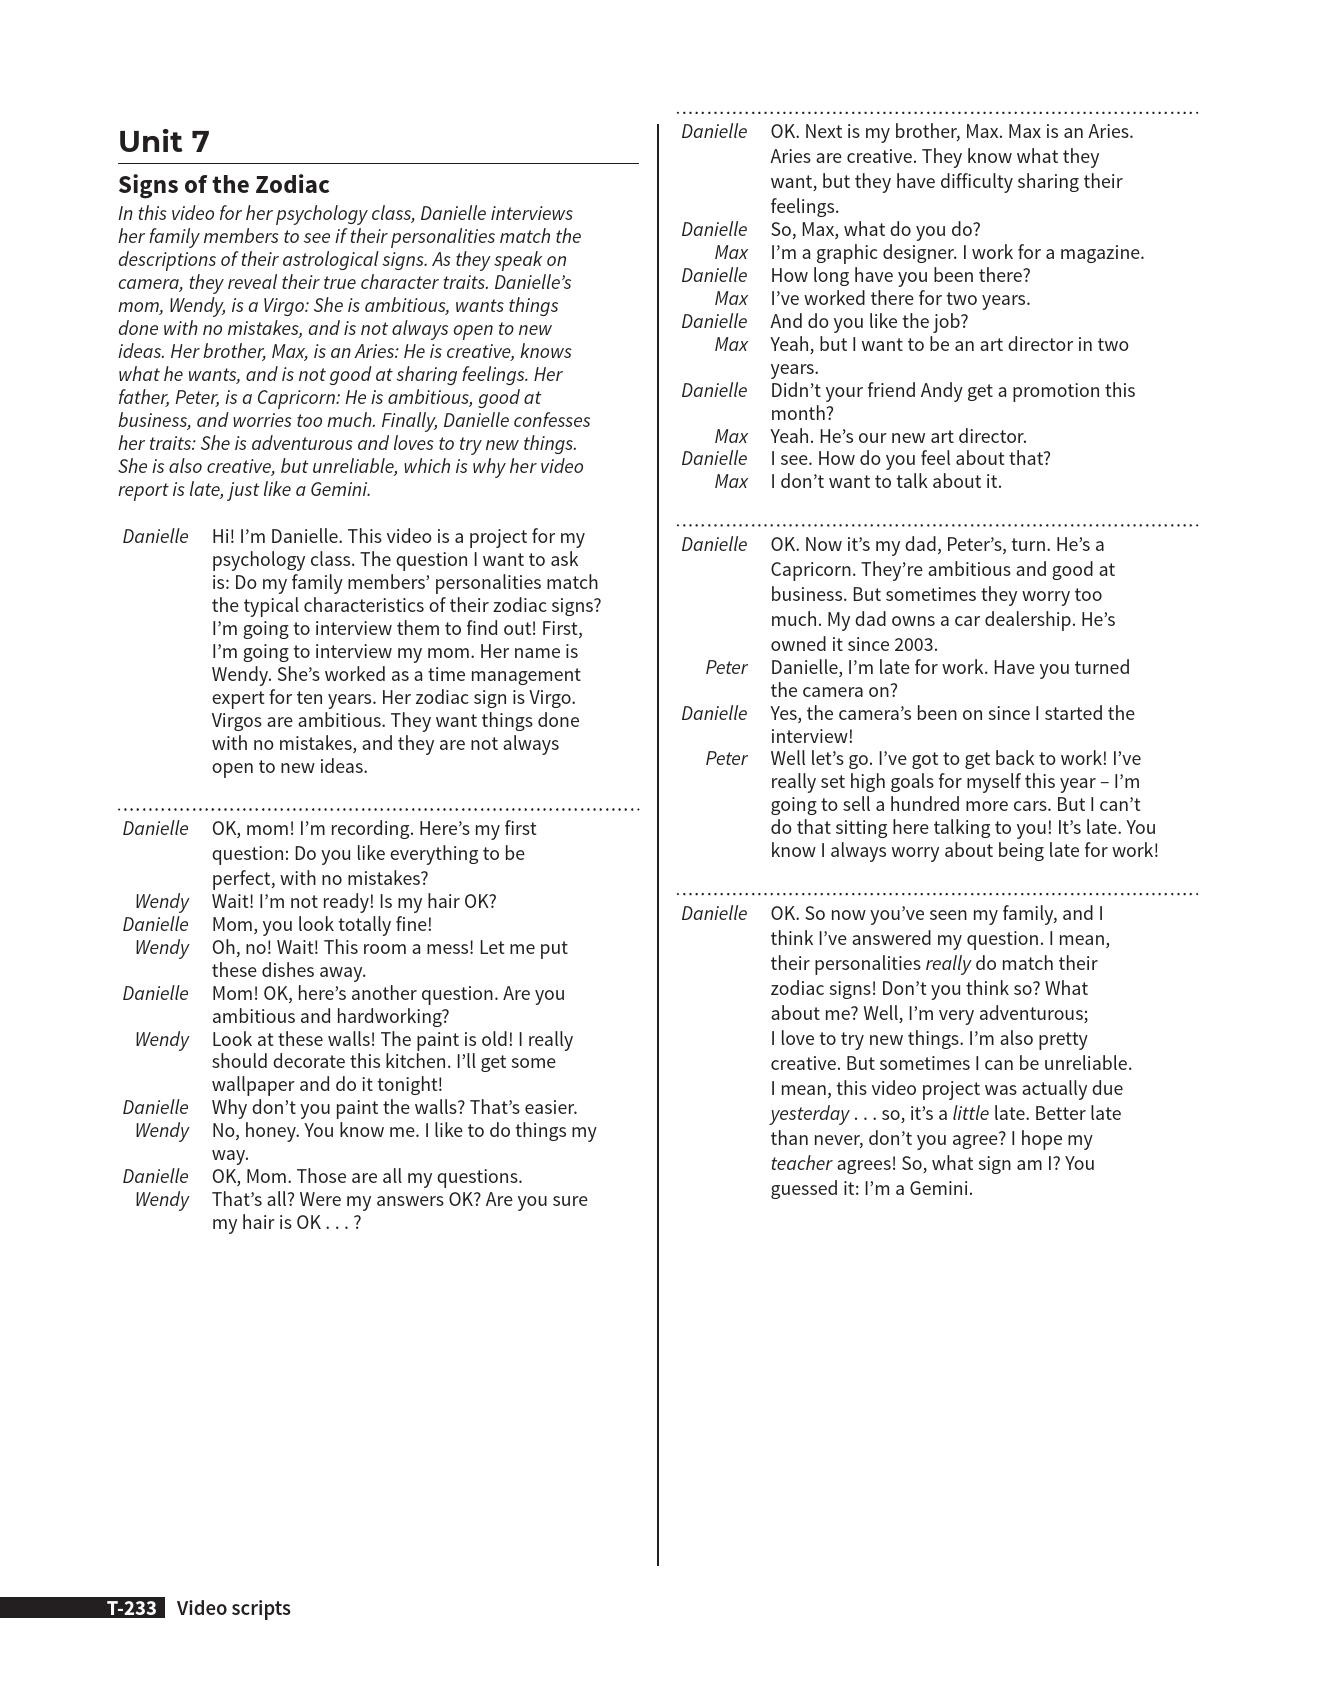 Unit 7
Signs of the Zodiac
In this video for her psychology class, Danielle interviews
her family members to see if their personalities match the
descriptions of their astrological signs. As they speak on
camera, they reveal their true character traits. Danielle’s
mom, Wendy, is a Virgo: She is ambitious, wants things
done with no mistakes, and is not always open to new
ideas. Her brother, Max, is an Aries: He is creative, knows
what he wants, and is not good at sharing feelings. Her
father, Peter, is a Capricorn: He is ambitious, good at
business, and worries too much. Finally, Danielle confesses
her traits: She is adventurous and loves to try new things.
She is also creative, but unreliable, which is why her video
report is late, just like a Gemini.
Danielle Hi! I’m Danielle. This video is a project for my
psychology class. The question I want to ask
is: Do my family members’ personalities match
the typical characteristics of their zodiac signs?
I’m going to interview them to find out! First,
I’m going to interview my mom. Her name is
Wendy. She’s worked as a time management
expert for ten years. Her zodiac sign is Virgo.
Virgos are ambitious. They want things done
with no mistakes, and they are not always
open to new ideas.
Danielle OK, mom! I’m recording. Here’s my first
question: Do you like everything to be
perfect, with no mistakes?
Wendy Wait! I’m not ready! Is my hair OK?
Danielle Mom, you look totally fine!
Wendy Oh, no! Wait! This room a mess! Let me put
these dishes away.
Danielle Mom! OK, here’s another question. Are you
ambitious and hardworking?
Wendy Look at these walls! The paint is old! I really
should decorate this kitchen. I’ll get some
wallpaper and do it tonight!
Danielle Why don’t you paint the walls? That’s easier.
Wendy No, honey. You know me. I like to do things my
way.
Danielle OK, Mom. Those are all my questions.
Wendy That’s all? Were my answers OK? Are you sure
my hair is OK . . . ?
Danielle OK. Next is my brother, Max. Max is an Aries.
Aries are creative. They know what they
want, but they have difficulty sharing their
feelings.
Danielle So, Max, what do you do?
Max I’m a graphic designer. I work for a magazine.
Danielle How long have you been there?
Max I’ve worked there for two years.
Danielle And do you like the job?
Max Yeah, but I want to be an art director in two
years.
Danielle Didn’t your friend Andy get a promotion this
month?
Max Yeah. He’s our new art director.
Danielle I see. How do you feel about that?
Max I don’t want to talk about it.
Danielle OK. Now it’s my dad, Peter’s, turn. He’s a
Capricorn. They’re ambitious and good at
business. But sometimes they worry too
much. My dad owns a car dealership. He’s
owned it since 2003.
Peter Danielle, I’m late for work. Have you turned
the camera on?
Danielle Yes, the camera’s been on since I started the
interview!
Peter Well let’s go. I’ve got to get back to work! I’ve
really set high goals for myself this year – I’m
going to sell a hundred more cars. But I can’t
do that sitting here talking to you! It’s late. You
know I always worry about being late for work!
Danielle OK. So now you’ve seen my family, and I
think I’ve answered my question. I mean,
their personalities really do match their
zodiac signs! Don’t you think so? What
about me? Well, I’m very adventurous;
I love to try new things. I’m also pretty
creative. But sometimes I can be unreliable.
I mean, this video project was actually due
yesterday . . . so, it’s a little late. Better late
than never, don’t you agree? I hope my
teacher agrees! So, what sign am I? You
guessed it: I’m a Gemini.
T-233 Video scripts